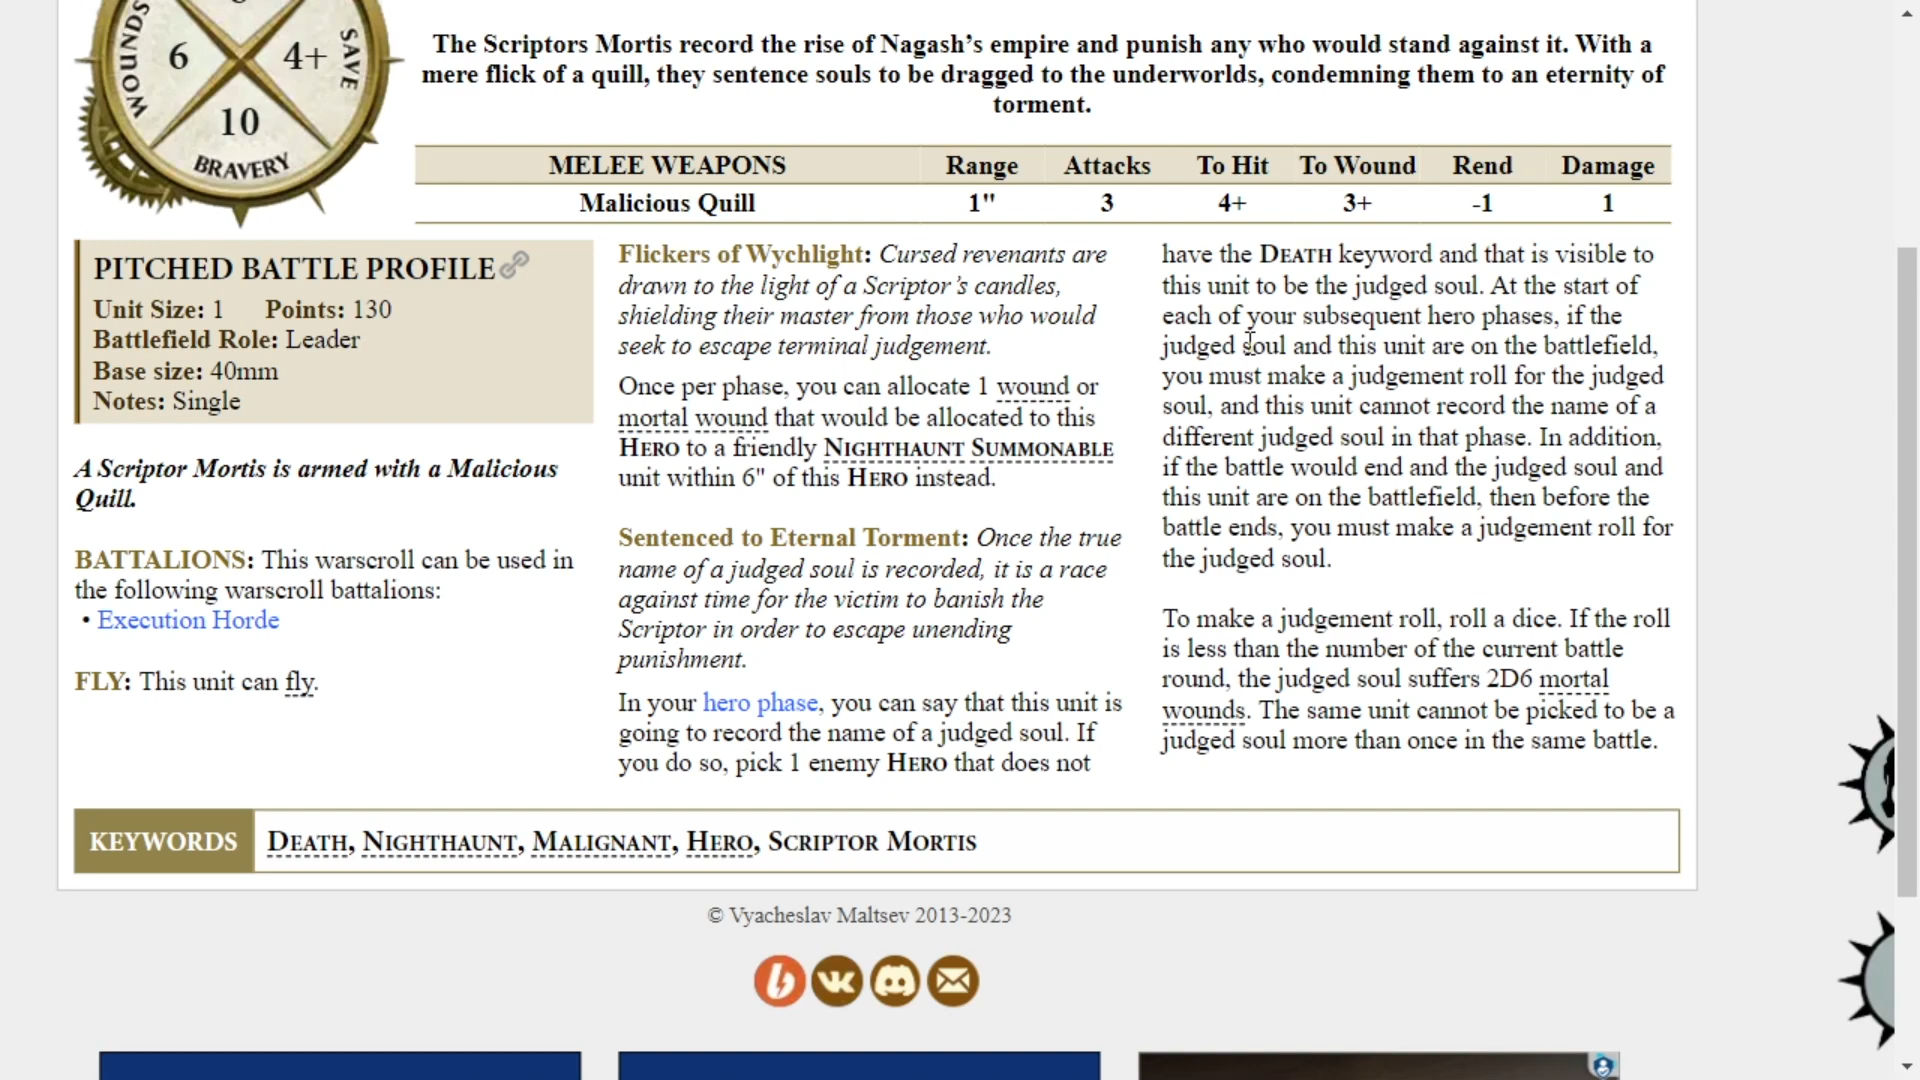 WOUNDS
6
4+
SAVE
10
BRAVERY
The Scriptors Mortis record the rise of Nagash’s empire and punish any who would stand against it. With a
mere flick of a quill, they sentence souls to be dragged to the underworlds, condemning them to an eternity of
torment.
MELEE WEAPONS Range Attacks To Hit To Wound Rend Damage
Malicious Quill 1" 3 4+ 3+ -1 1
PITCHED BATTLE PROFILE
Unit Size: 1 Points: 130
Battlefield Role: Leader
Base size: 40mm
Notes: Single
A Scriptor Mortis is armed with a Malicious
Quill.
BATTALIONS: This warscroll can be used in
the following warscroll battalions:
• Execution Horde
FLY: This unit can fly.
Flickers of Wychlight: Cursed revenants are
drawn to the light of a Scriptor’s candles,
shielding their master from those who would
seek to escape terminal judgement.
Once per phase, you can allocate 1 wound or
mortal wound that would be allocated to this
HERO to a friendly NIGHTHAUNT SUMMONABLE
unit within 6" of this HERO instead.
Sentenced to Eternal Torment: Once the true
name of a judged soul is recorded, it is a race
against time for the victim to banish the
Scriptor in order to escape unending
punishment.
In your hero phase, you can say that this unit is
going to record the name of a judged soul. If
you do so, pick 1 enemy HERO that does not
have the DEATH keyword and that is visible to
this unit to be the judged soul. At the start of
each of your subsequent hero phases, if the
judged soul and this unit are on the battlefield,
you must make a judgement roll for the judged
soul, and this unit cannot record the name of a
different judged soul in that phase. In addition,
if the battle would end and the judged soul and
this unit are on the battlefield, then before the
battle ends, you must make a judgement roll for
the judged soul.
To make a judgement roll, roll a dice. If the roll
is less than the number of the current battle
round, the judged soul suffers 2D6 mortal
wounds. The same unit cannot be picked to be a
judged soul more than once in the same battle.
KEYWORDS DEATH, NIGHTHAUNT, MALIGNANT, HERO, SCRIPTOR MORTIS
© Vyacheslav Maltsev 2013-2023